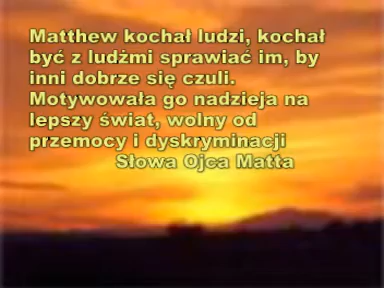 Matthew kochał ludzi, kochał
być z ludżmi sprawiać im, by
inni dobrze się czuli.
Motywowała go nadzieja na
lepszy świat, wolny od
przemocy i dyskryminacji
Słowa Ojca Matta